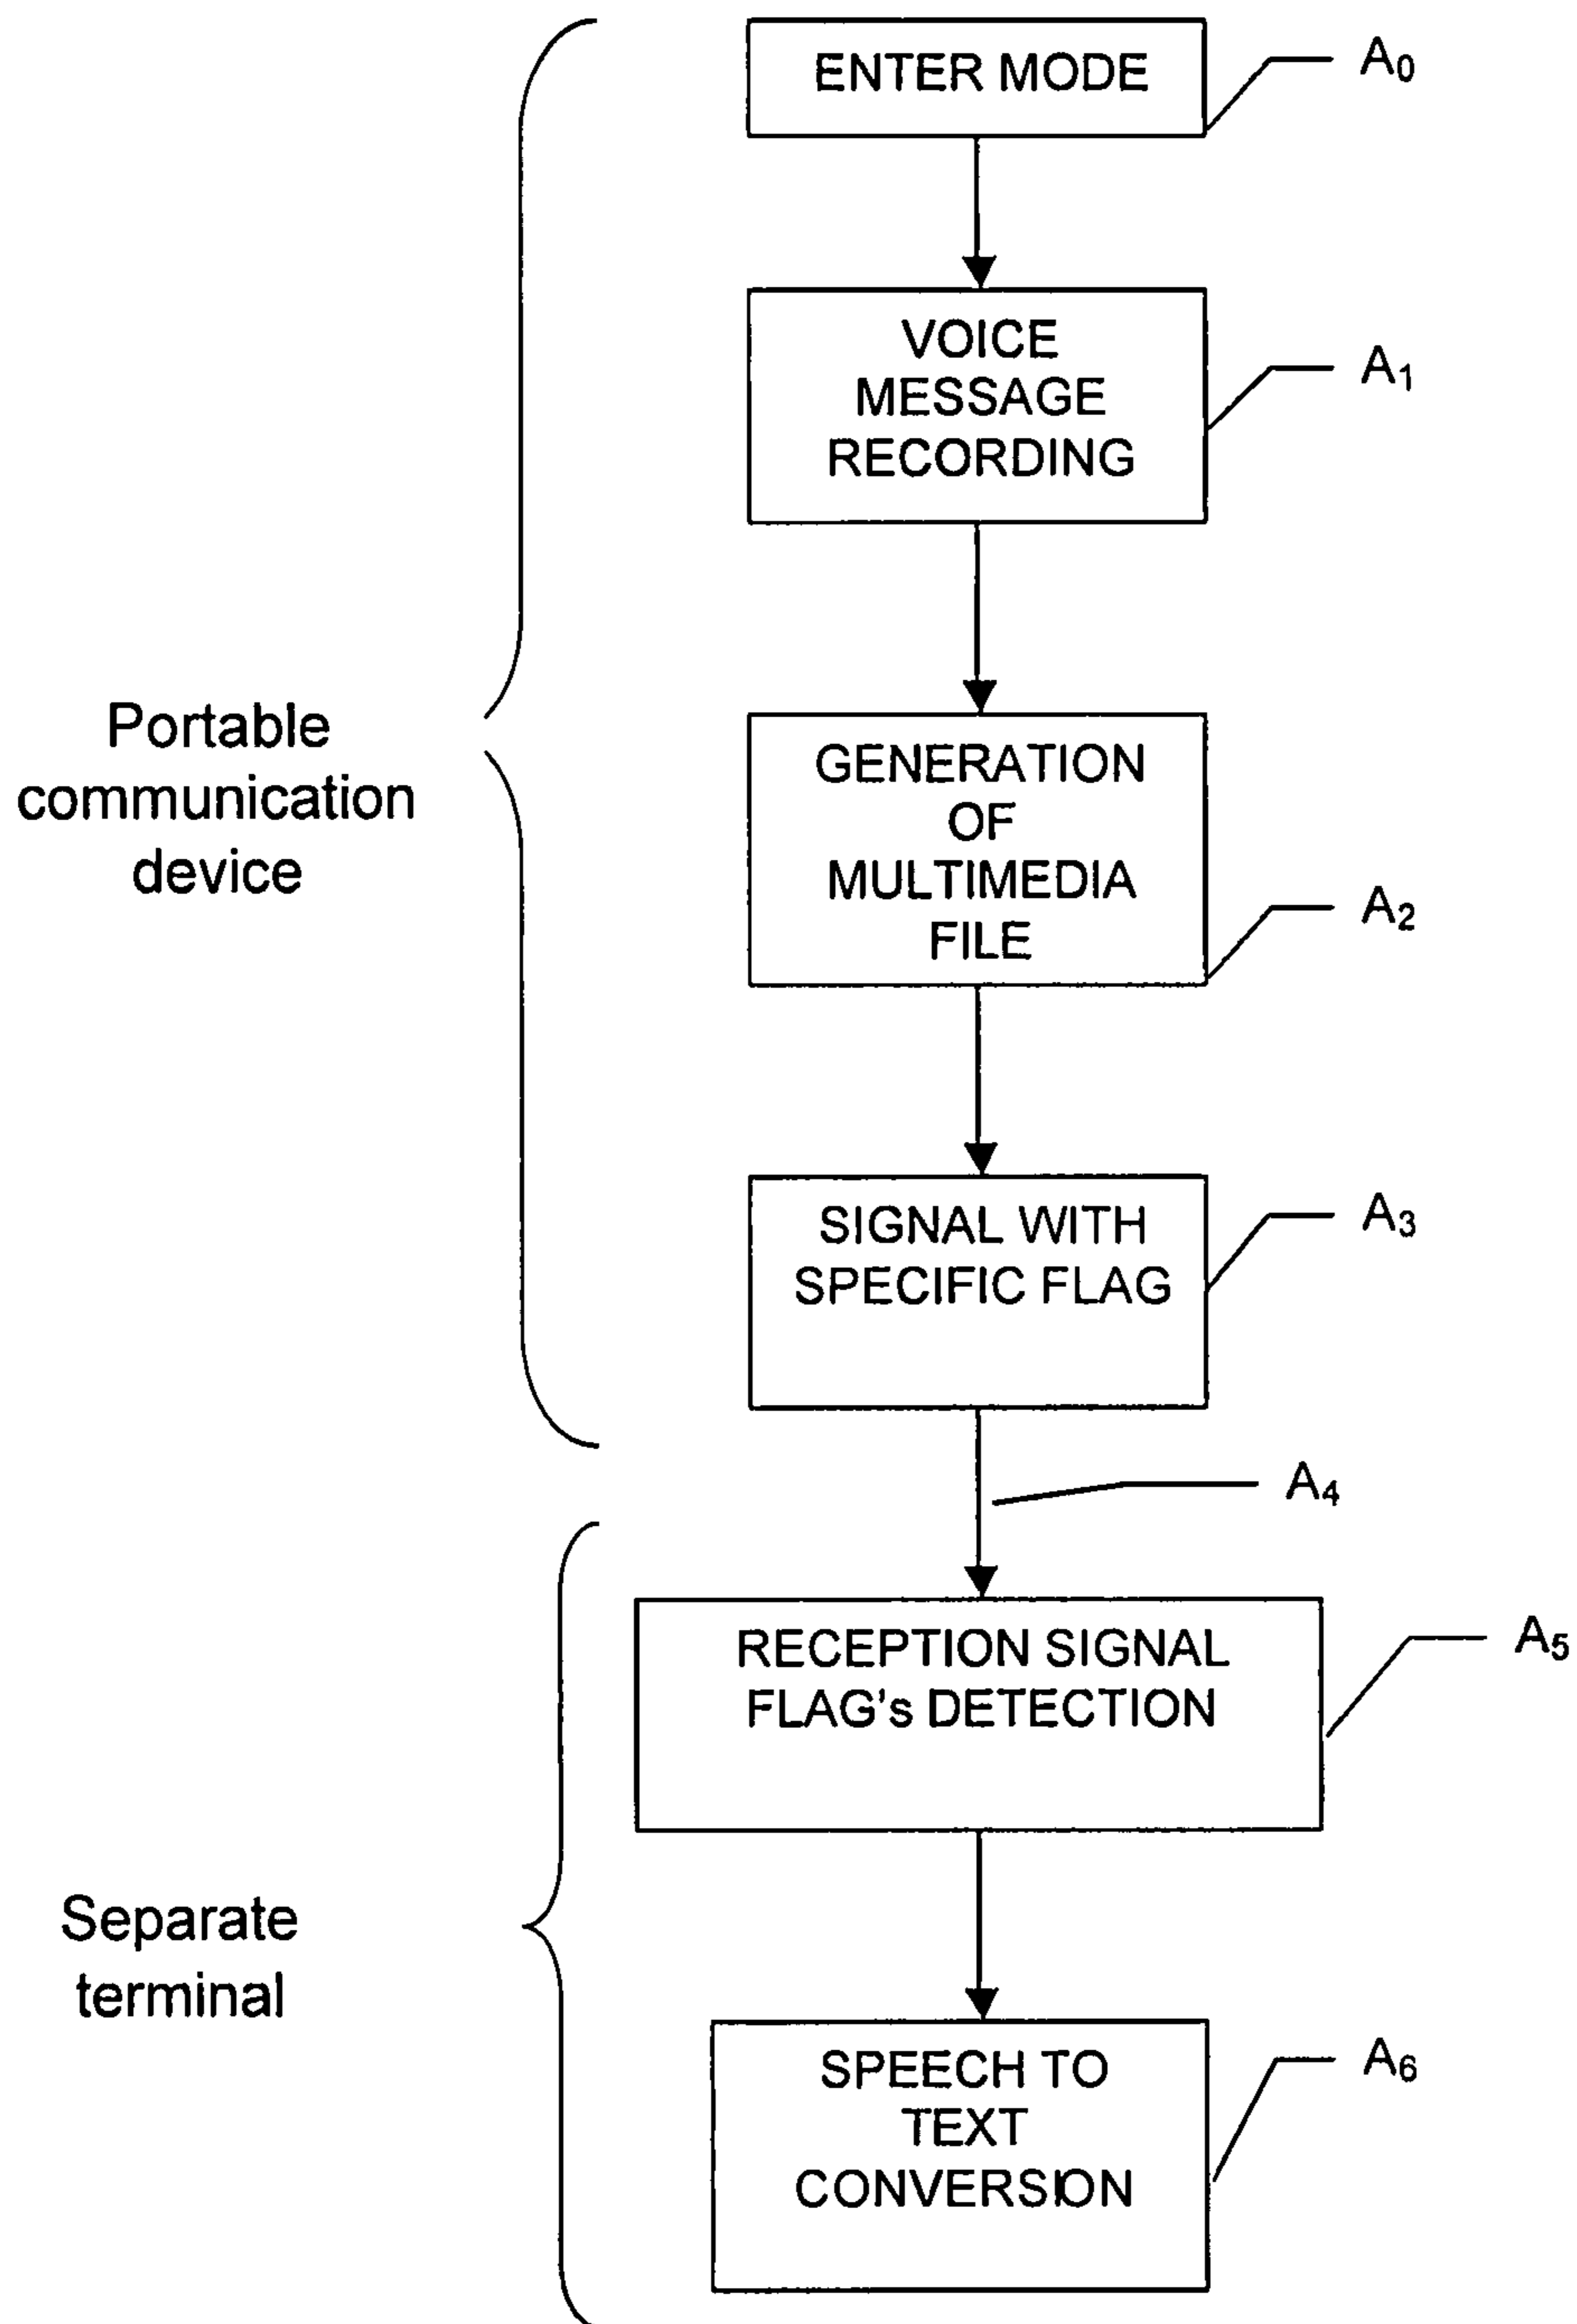 ENTER MODE
A₀
VOICE
MESSAGE
RECORDING
A₁
Portable
communication
device
GENERATION
OF
MULTIMEDIA
FILE
A₂
SIGNAL WITH
SPECIFIC FLAG
A₃
A₄
RECEPTION SIGNAL
FLAG's DETECTION
A₅
Separate
terminal
SPEECH TO
TEXT
CONVERSION
A₆